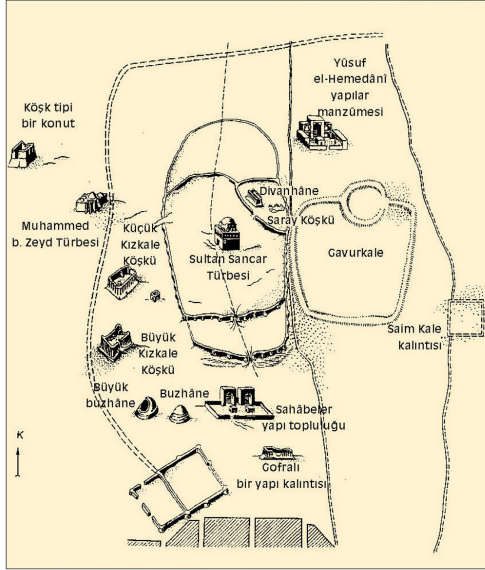 Yûsuf
el-Hemedânî
yapılar
manzûmesi
Köşk tipi
bir konut
Divanhâne
Saray Köşkü
Muhammed
b. Zeyd Türbesi
Küçük
Kızkale
Köşkü
Sultan Sancar
Türbesi
Gavurkale
Saim Kale
kalıntısı
Büyük
Kızkale
Köşkü
Büyük
buzhâne
Buzhâne
Sahâbeler
yapı topluluğu
K
Gofralı
bir yapı kalıntısı